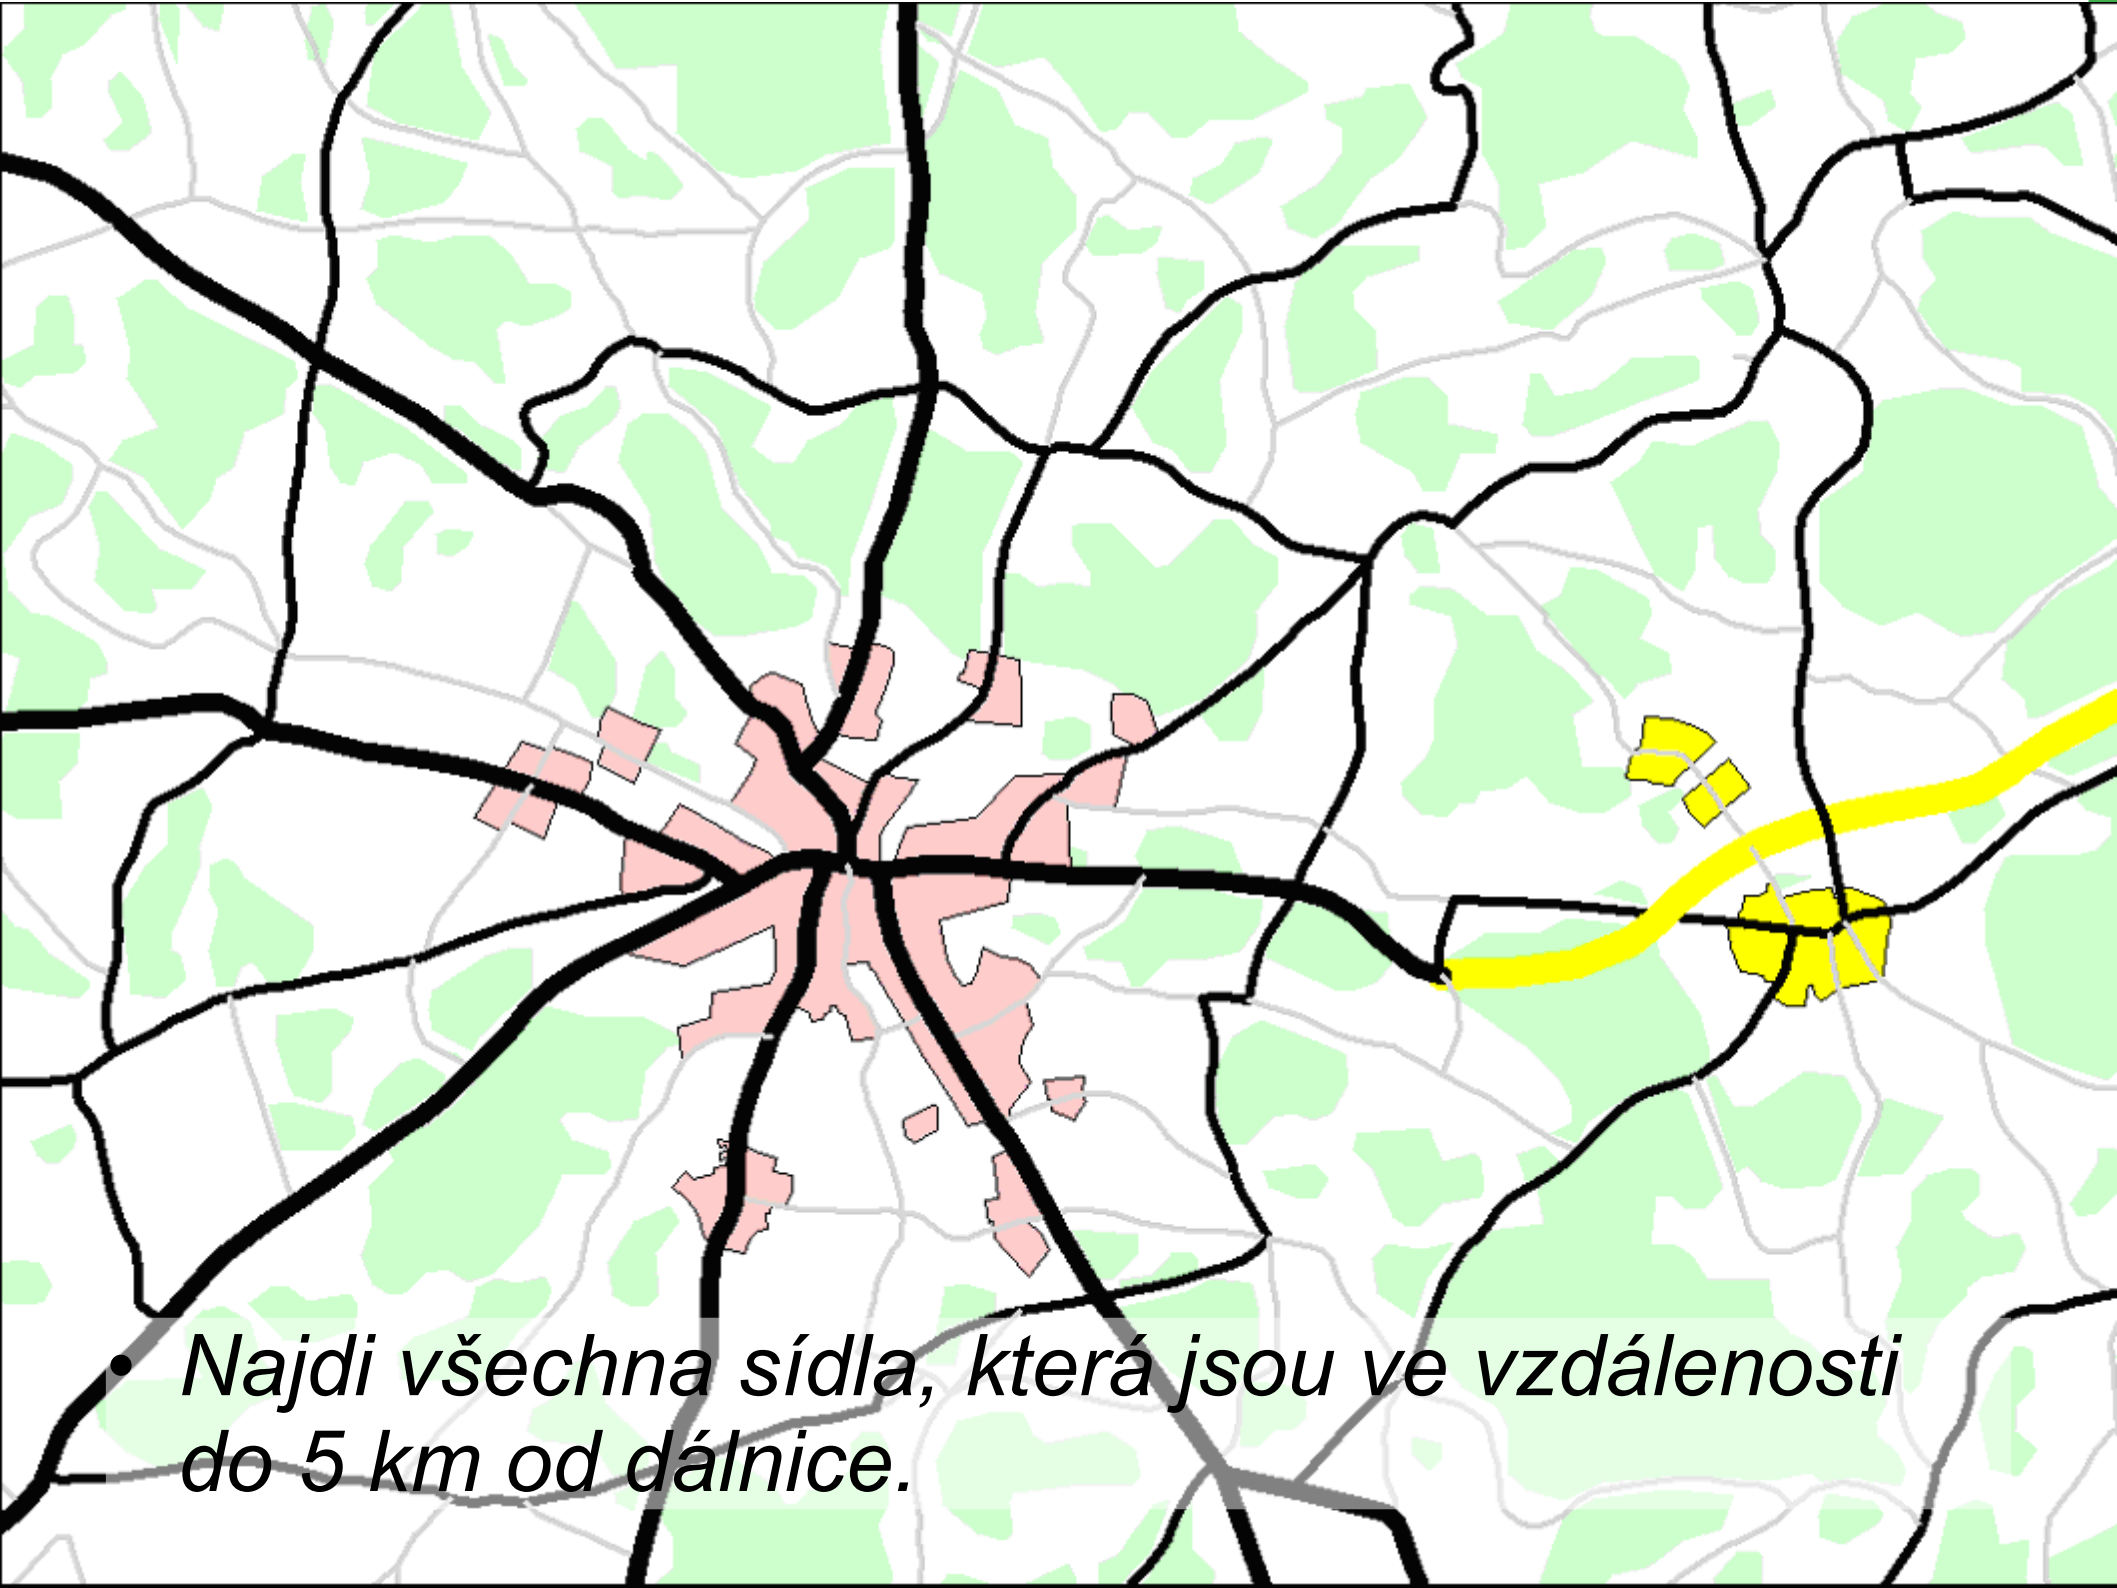 • Najdi všechna sídla, která jsou ve vzdálenosti
do 5 km od dálnice.